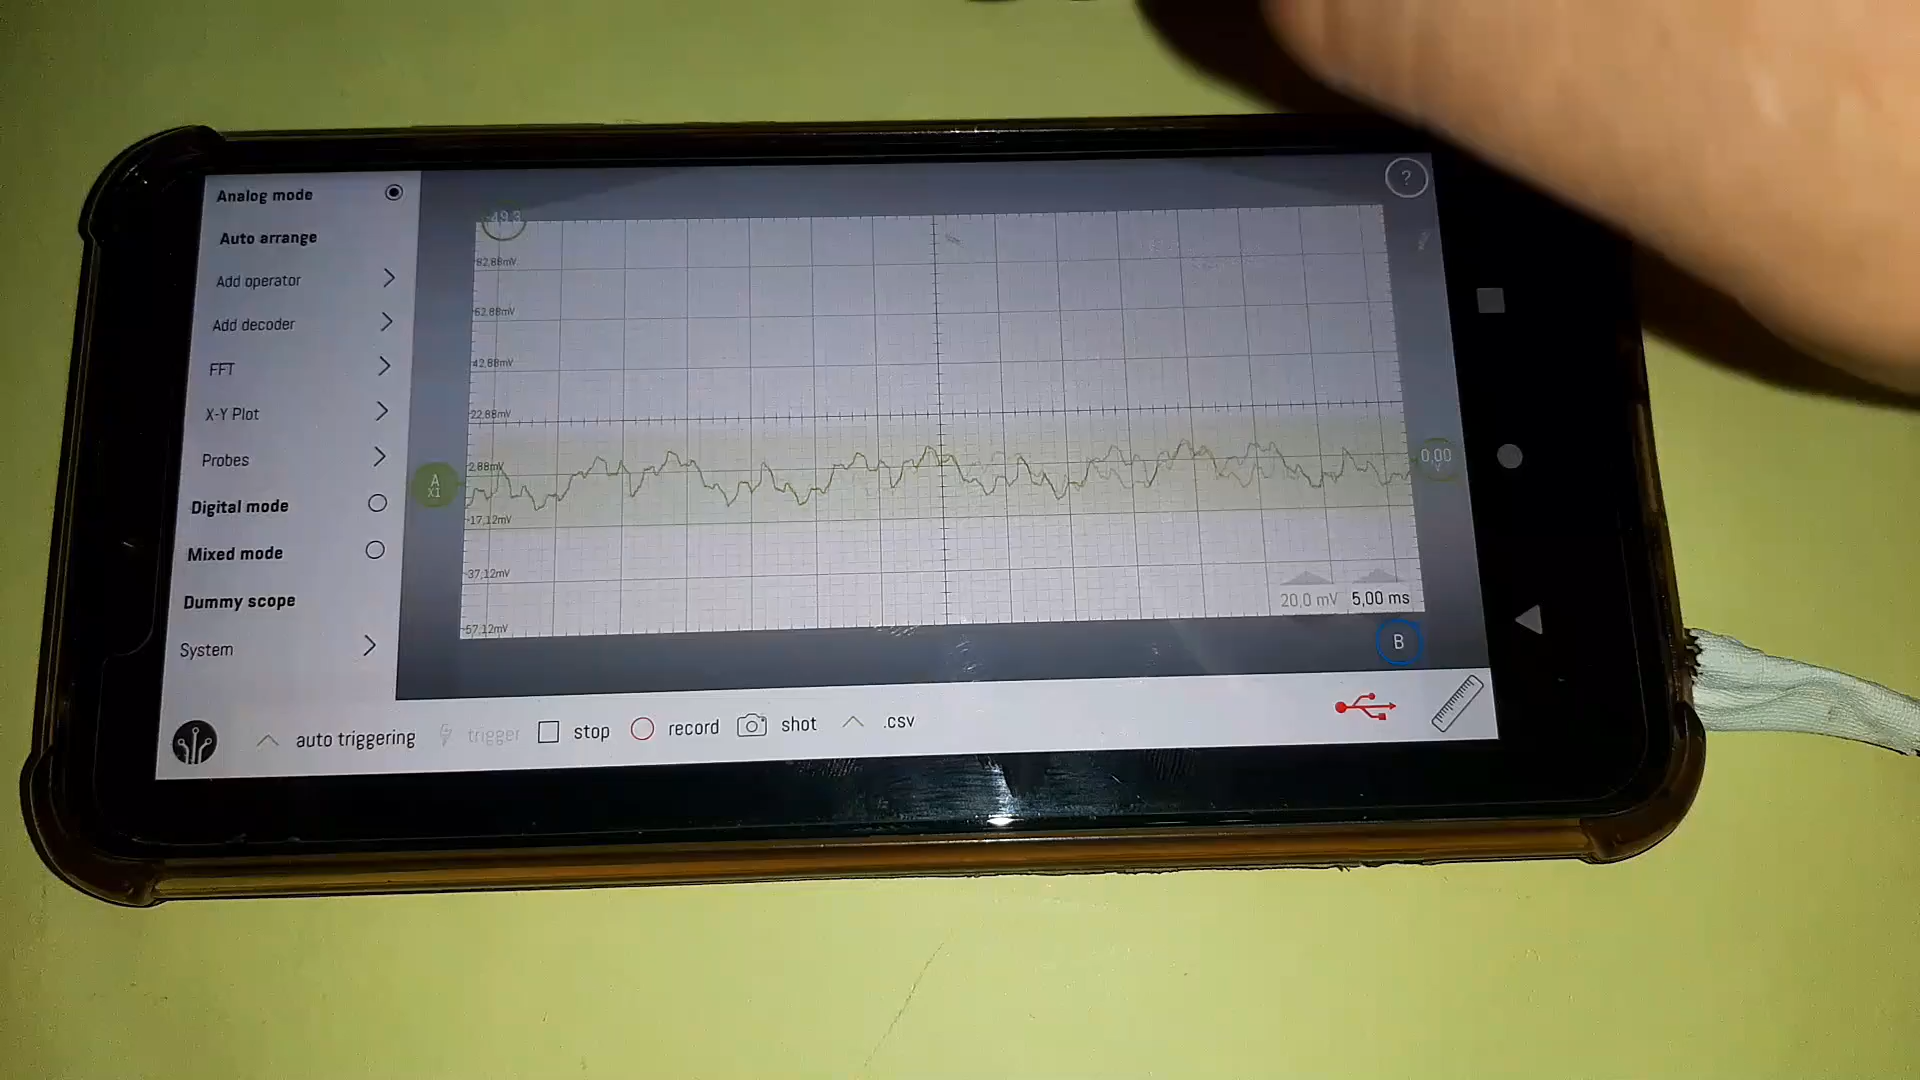 Analog mode
Auto arrange
Add operator
Add decoder
FFT
X-Y Plot
Probes
Digital mode
Mixed mode
Dummy scope
System
-49.3
82,88mV
62,88mV
42,88mV
22,88mV
2,88mV
-17,12mV
-37,12mV
-57,12mV
A
X1
0,00
V
?
20,0 mV 5,00 ms
B
auto triggering trigger stop record shot .csv